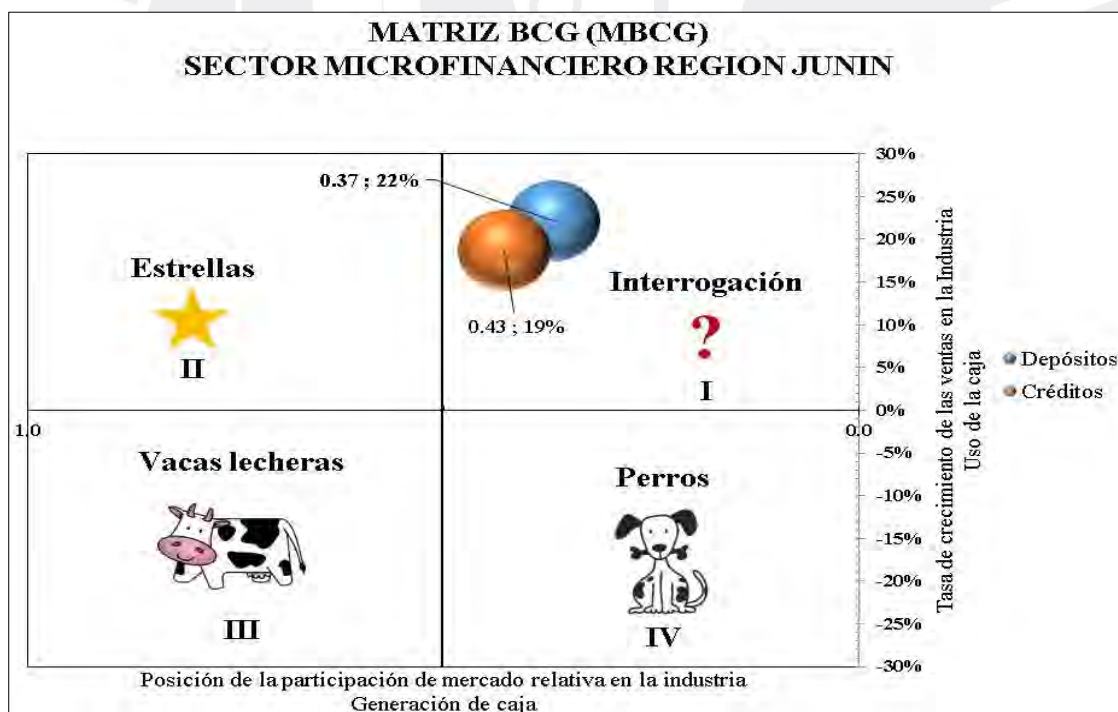 MATRIZ BCG (MBCG)
SECTOR MICROFINANCIERO REGION JUNIN
30%
0.37 ; 22%
25%
20%
Estrellas
Interrogación
15%
0.43 ; 19%
?
10%
5%
II
I
0%
1.0
0.0
Vacas lecheras
Perros
-5%
-10%
-15%
-20%
III
IV
-25%
-30%
Tasa de crecimiento de las ventas en la Industria
Uso de la caja
Depósitos
Créditos
Posición de la participación de mercado relativa en la industria
Generación de caja